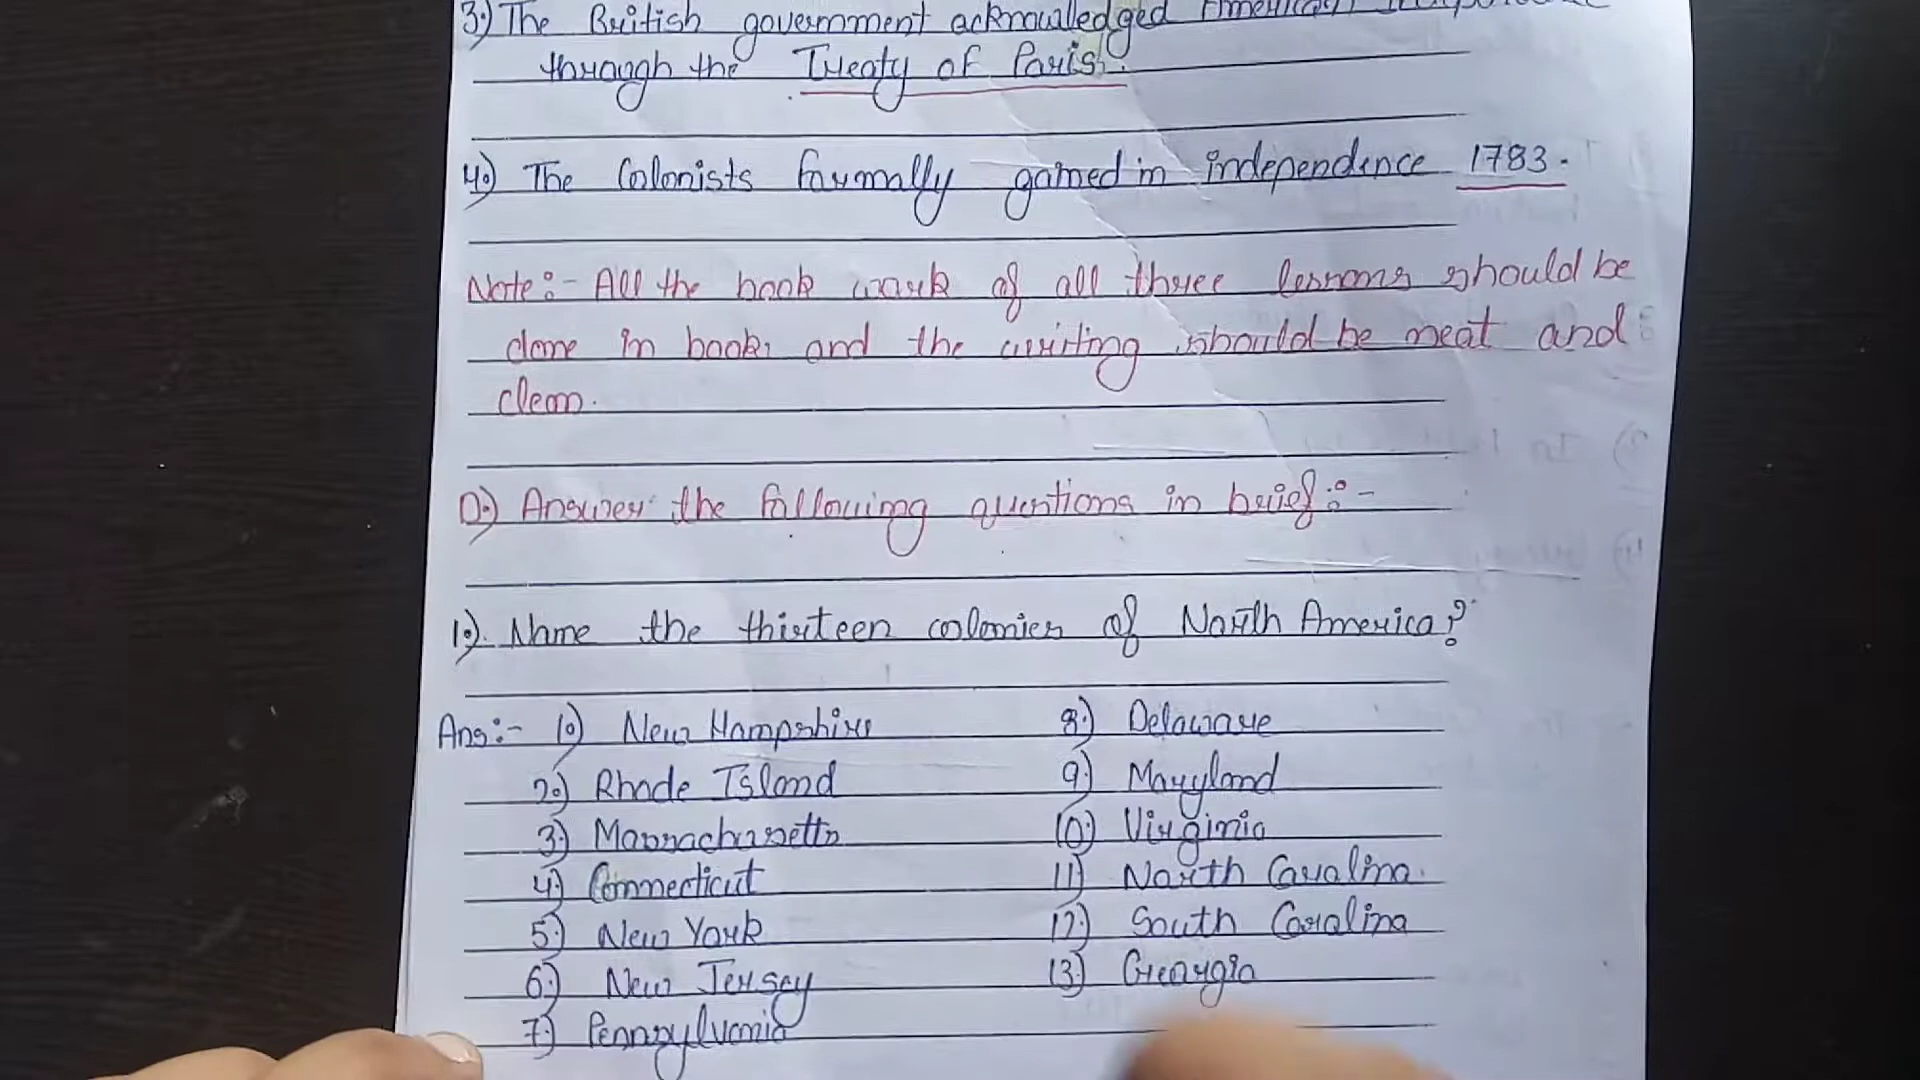 3.) The British government acknowledged American
through the Treaty of Paris.
4.) The Colonists formally gained in independence 1783.
Note:- All the book work of all three lessons should be
done in book, and the writing should be neat and
clean.
D.) Answer the following questions in brief:-
1.) Name the thirteen colonies of North America?
Ans:- 1.) New Hampshire 8.) Delaware
2.) Rhode Island 9.) Maryland
3.) Massachusetts 10.) Virginia
4.) Connecticut 11.) North Carolina.
5.) New York 12.) South Carolina
6.) New Jersey 13.) Georgia
7.) Pennsylvania